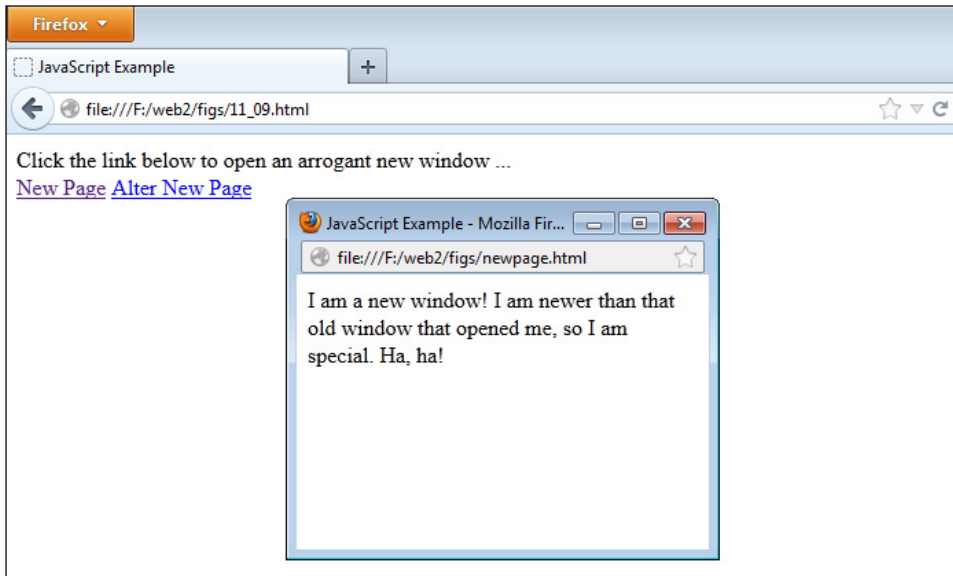 Firefox
JavaScript Example
file:///F:/web2/figs/11_09.html
Click the link below to open an arrogant new window ...
New Page Alter New Page
JavaScript Example - Mozilla Fir...
file:///F:/web2/figs/newpage.html
I am a new window! I am newer than that
old window that opened me, so I am
special. Ha, ha!